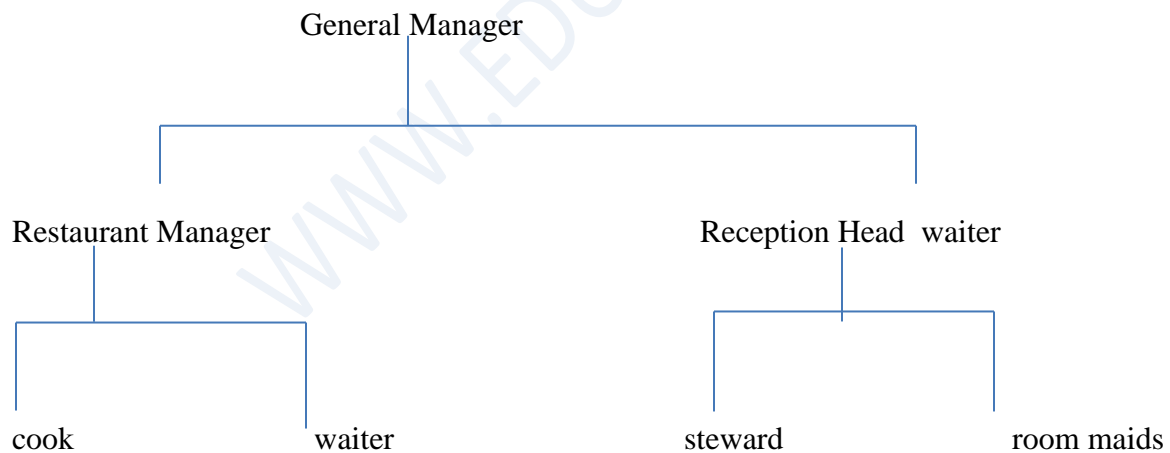 General Manager
Restaurant Manager Reception Head waiter
cook waiter steward room maids